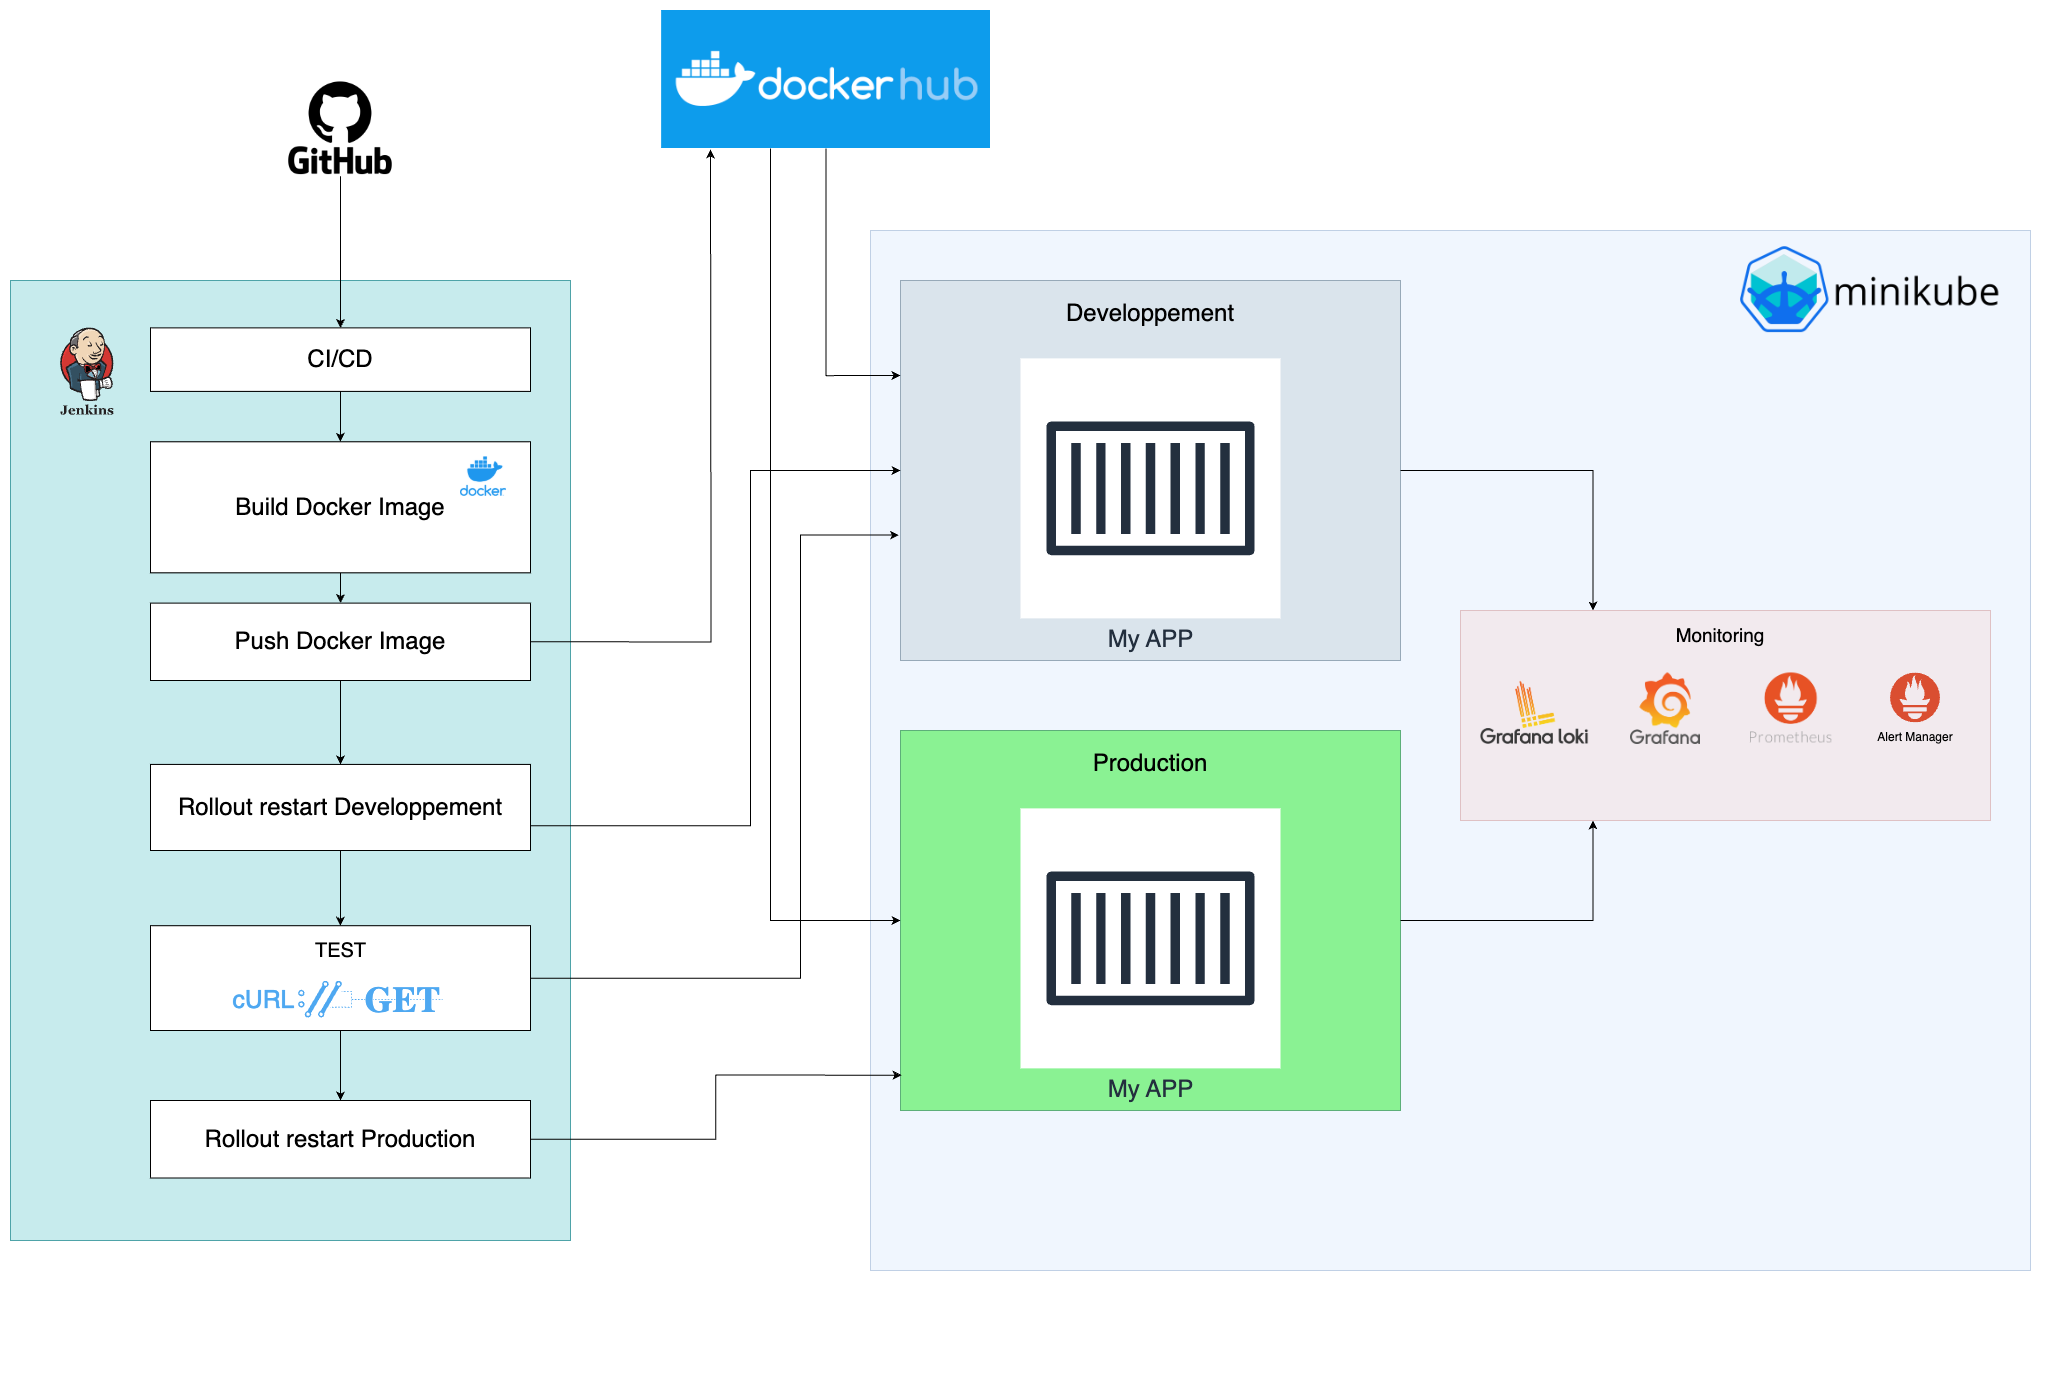 GitHub
docker hub
Jenkins
CI/CD
Build Docker Image
docker
Push Docker Image
Rollout restart Developpement
TEST
cURL:// GET
Rollout restart Production
minikube
Developpement
My APP
Production
My APP
Monitoring
Grafana loki
Grafana
Prometheus
Alert Manager